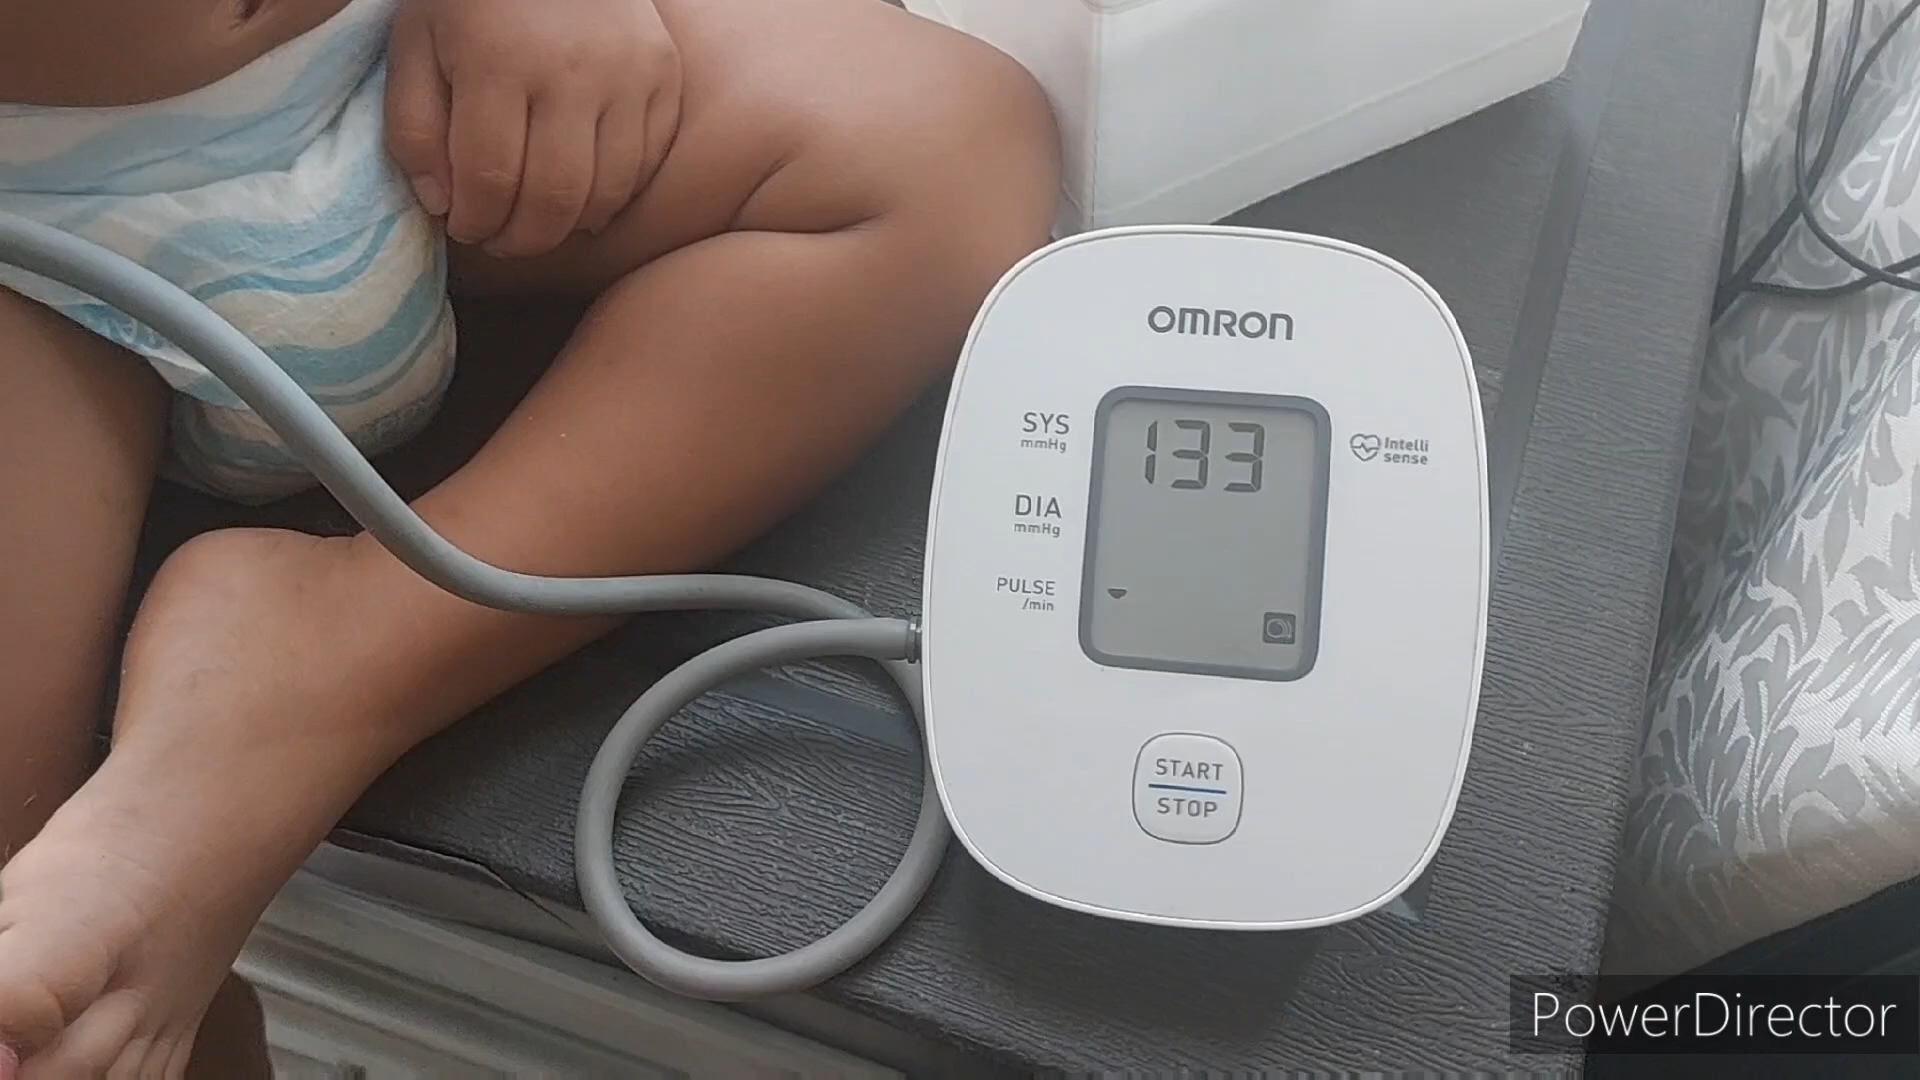 OMRON
SYS
mmHg
133
Intelli
sense
DIA
mmHg
PULSE
/min
START
STOP
PowerDirector